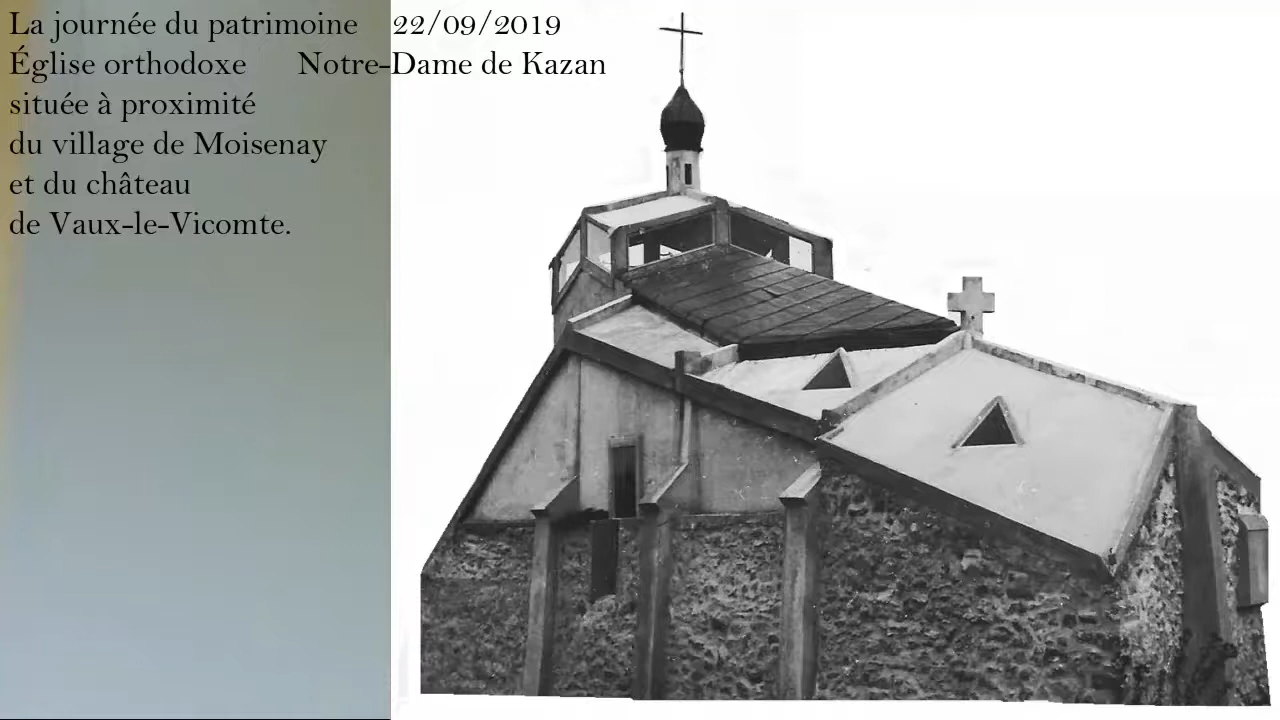 La journée du patrimoine 22/09/2019
Église orthodoxe Notre-Dame de Kazan
située à proximité
du village de Moisenay
et du château
de Vaux-le-Vicomte.